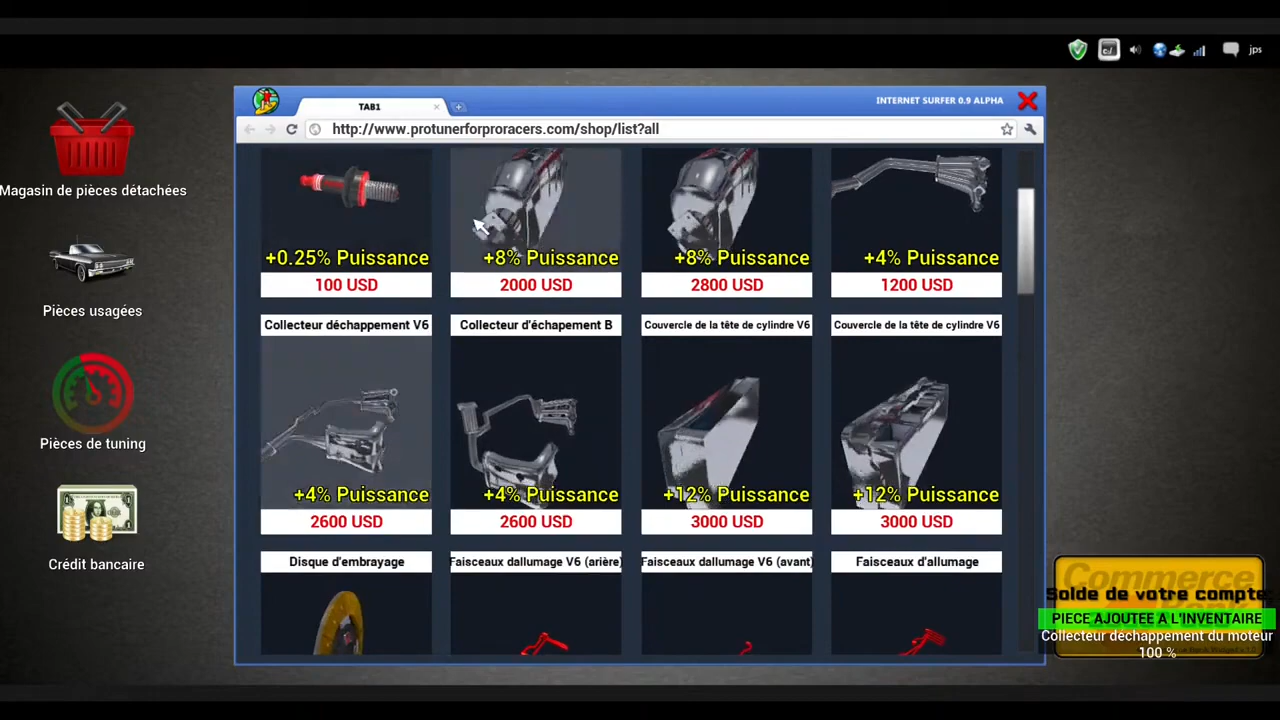 jps
TAB1
INTERNET SURFER 0.9 ALPHA
http://www.protunerforproracers.com/shop/list?all
Magasin de pièces détachées
Pièces usagées
Pièces de tuning
Crédit bancaire
+0.25% Puissance
+8% Puissance
+8% Puissance
+4% Puissance
100 USD
2000 USD
2800 USD
1200 USD
Collecteur déchappement V6
Collecteur d'échapement B
Couvercle de la tête de cylindre V6
Couvercle de la tête de cylindre V6
+4% Puissance
+4% Puissance
+12% Puissance
+12% Puissance
2600 USD
2600 USD
3000 USD
3000 USD
Disque d'embrayage
Faisceaux dallumage V6 (arière)
Faisceaux dallumage V6 (avant)
Faisceaux d'allumage
Commerce
Solde de votre compte:
PIECE AJOUTEE A L'INVENTAIRE
Collecteur dechappement du moteur
100 %